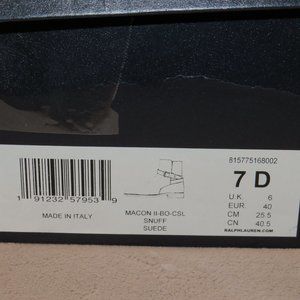 815775168002
7 D
U.K. 6
EUR. 40
CM 25.5
CN 40.5
RALPHLAUREN.COM
1 91232 57953 9
MADE IN ITALY
MACON II-BO-CSL
SNUFF
SUEDE